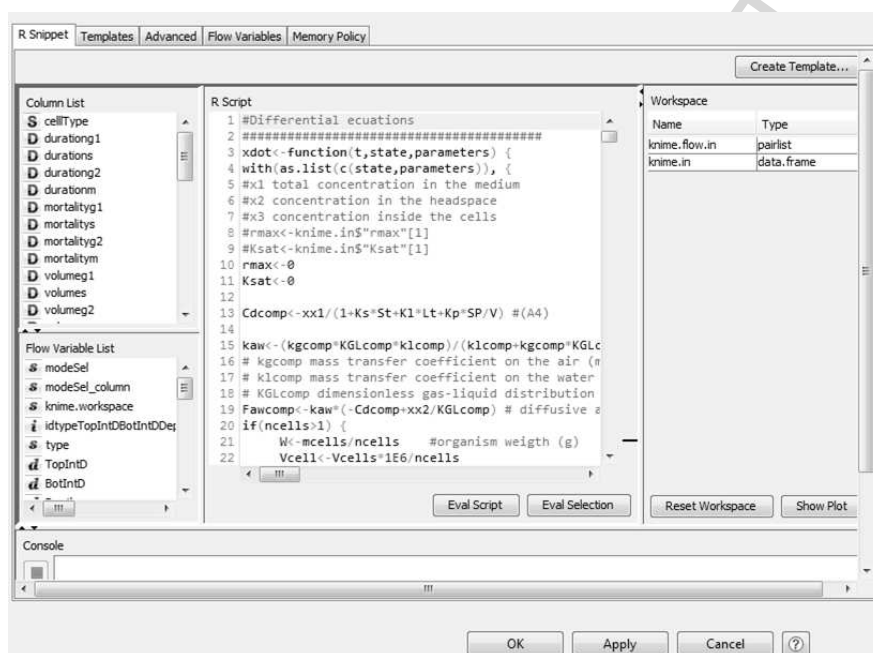 R Snippet Templates Advanced Flow Variables Memory Policy
Create Template...
Column List
S cellType
D durationg1
D durations
D durationg2
D durationm
D mortalityg1
D mortalitys
D mortalityg2
D mortalitym
D volumeg1
D volumes
D volumeg2
Flow Variable List
s modeSel
s modeSel_column
s knime.workspace
i idtypeTopIntDBotIntDDep
s type
d TopIntD
d BotIntD
R Script
1 #Differential ecuations
2 ########################################
3 xdot<-function(t,state,parameters) {
4 with(as.list(c(state,parameters)), {
5 #x1 total concentration in the medium
6 #x2 concentration in the headspace
7 #x3 concentration inside the cells
8 #rmax<-knime.in$"rmax"[1]
9 #Ksat<-knime.in$"Ksat"[1]
10 rmax<-0
11 Ksat<-0
12
13 Cdcomp<-xx1/(1+Ks*St+Kl*Lt+Kp*SP/V) #(A4)
14
15 kaw<-(kgcomp*KGLcomp*klcomp)/(klcomp+kgcomp*KGLc
16 # kgcomp mass transfer coefficient on the air (m
17 # klcomp mass transfer coefficient on the water
18 # KGLcomp dimensionless gas-liquid distribution
19 Fawcomp<-kaw*(-Cdcomp+xx2/KGLcomp) # diffusive a
20 if(ncells>1) {
21 W<-mcells/ncells #organism weigth (g)
22 Vcell<-Vcells*1E6/ncells
Eval Script Eval Selection
Workspace
Name Type
knime.flow.in pairlist
knime.in data.frame
Reset Workspace Show Plot
Console
OK Apply Cancel ?